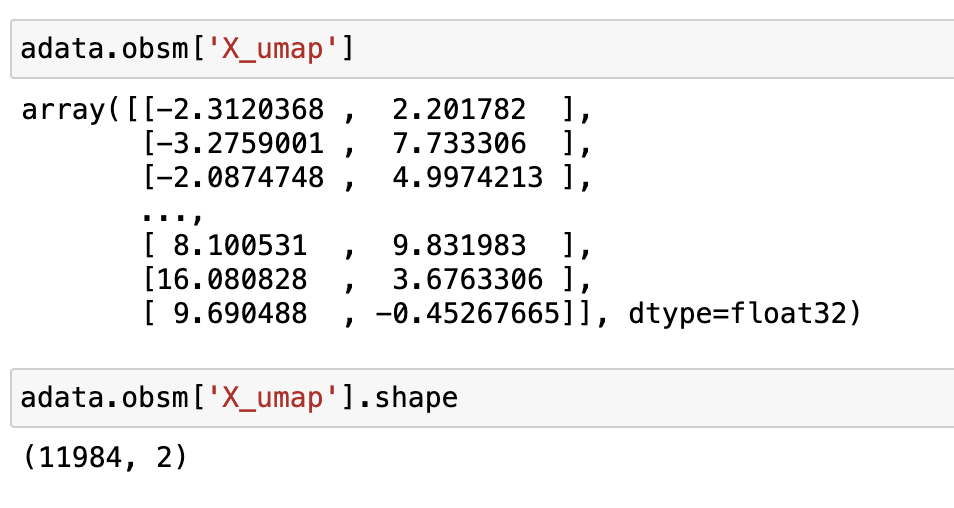 adata.obsm['X_umap']
array([[-2.3120368 ,  2.201782  ],
       [-3.2759001 ,  7.733306  ],
       [-2.0874748 ,  4.9974213 ],
       ...,
       [ 8.100531  ,  9.831983  ],
       [16.080828  ,  3.6763306 ],
       [ 9.690488  , -0.45267665]], dtype=float32)
adata.obsm['X_umap'].shape
(11984, 2)